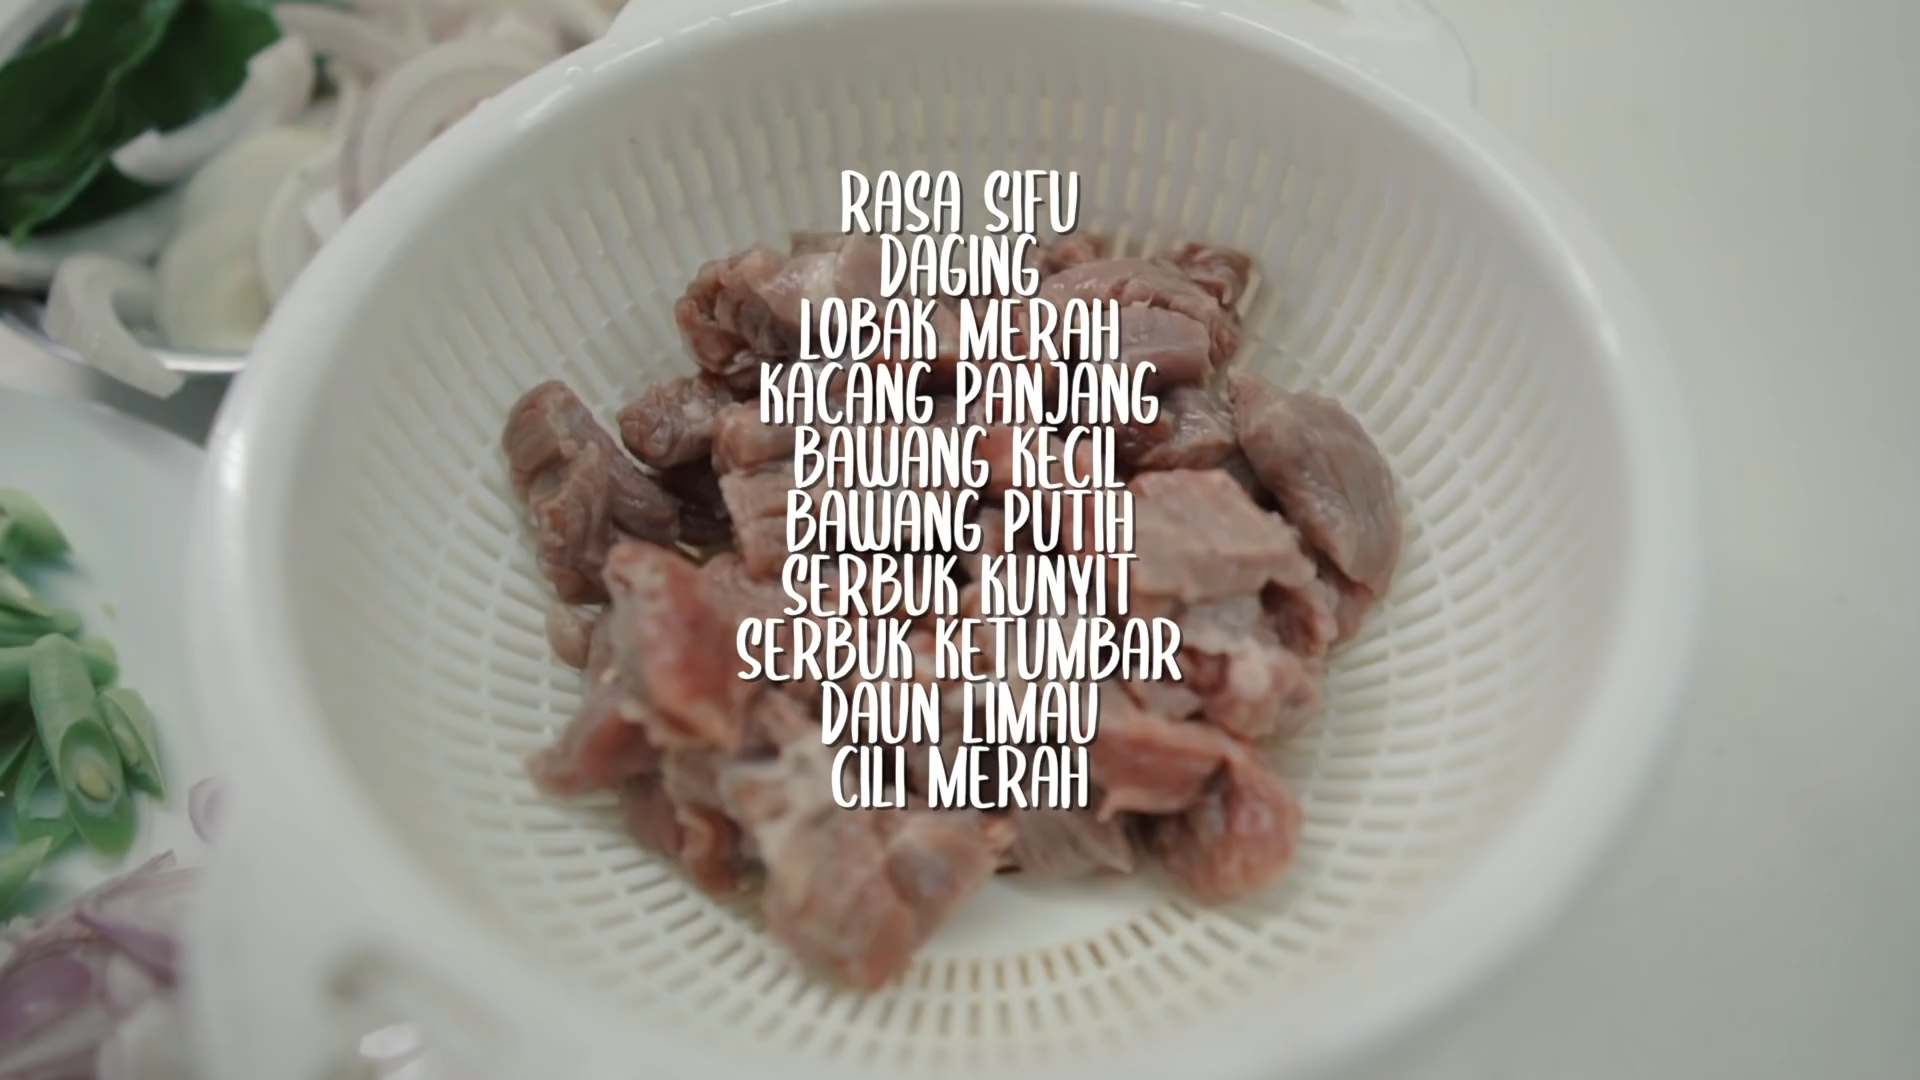 RASA SIFU
DAGING
LOBAK MERAH
KACANG PANJANG
BAWANG KECIL
BAWANG PUTIH
SERBUK KUNYIT
SERBUK KETUMBAR
DAUN LIMAU
CILI MERAH